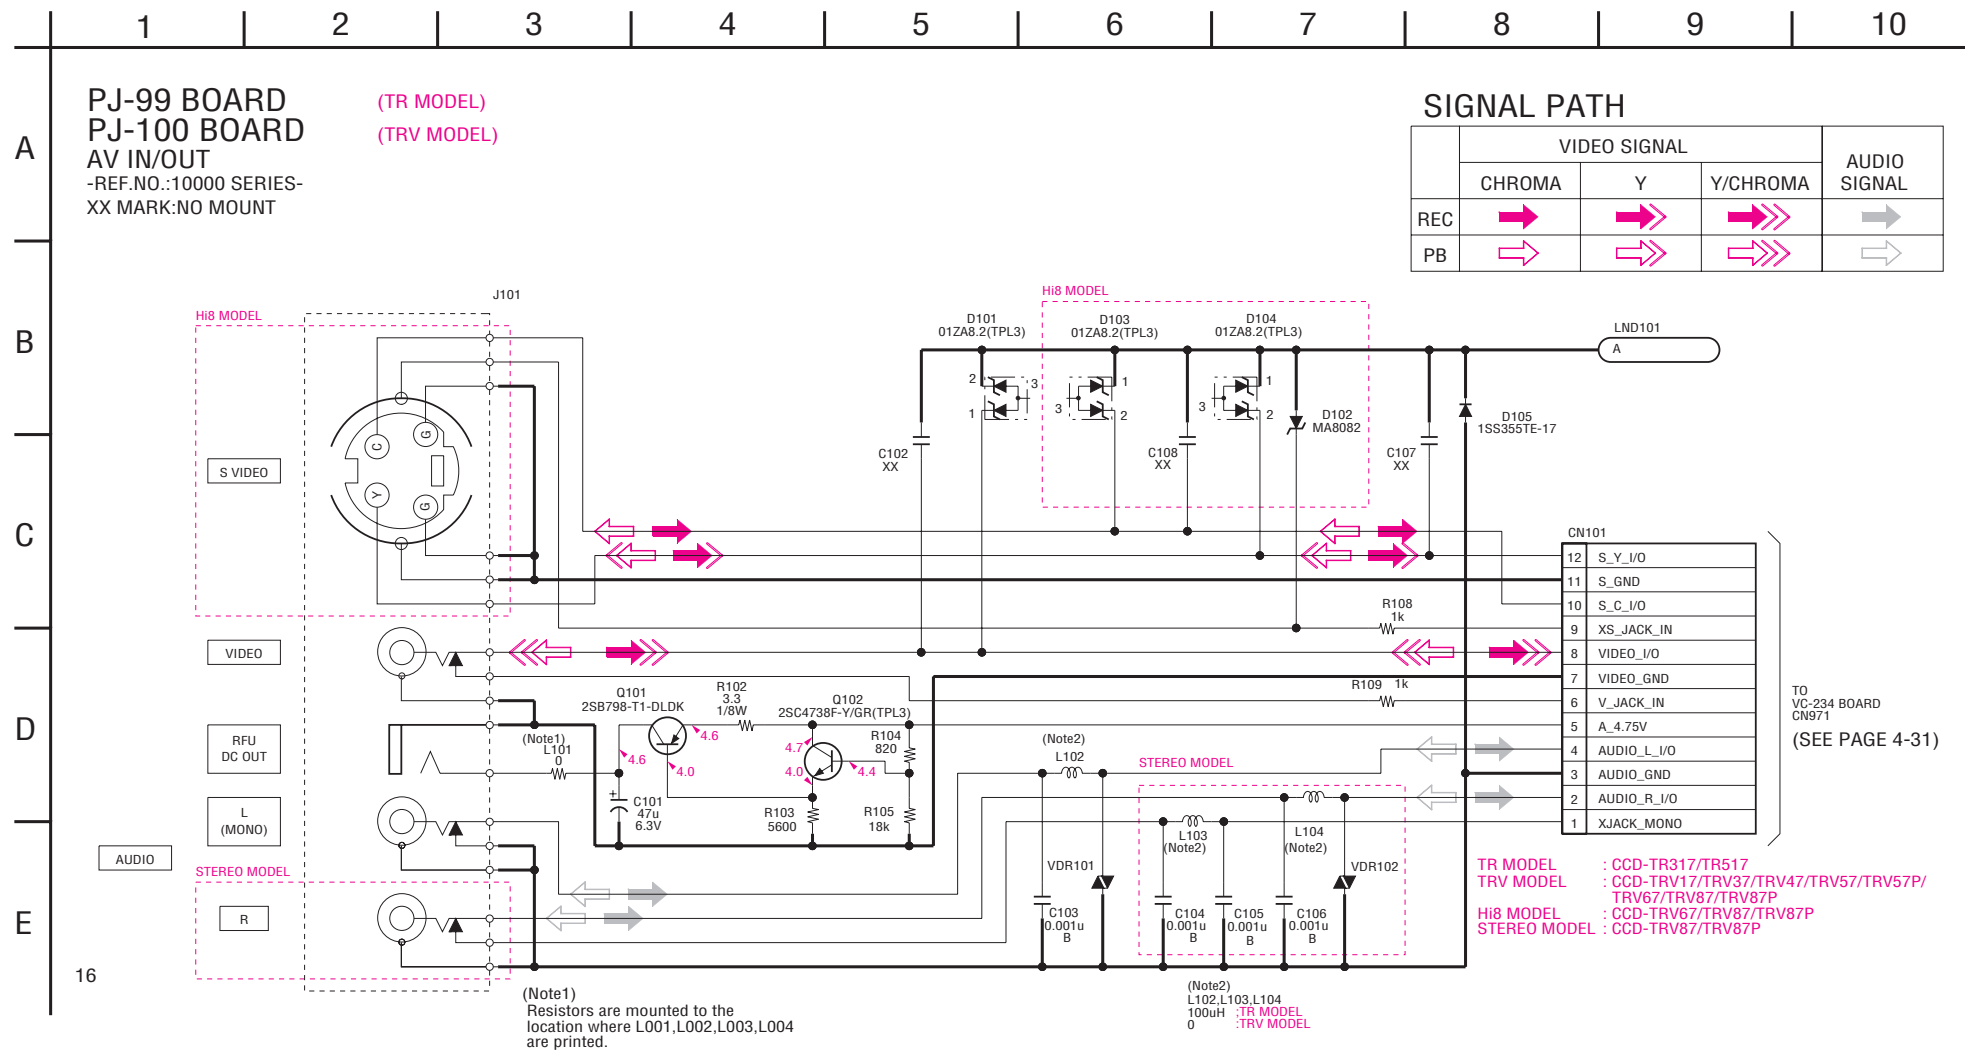 1 2 3 4 5 6 7 8 9 10
A
B
C
D
E
PJ-99 BOARD (TR MODEL)
PJ-100 BOARD (TRV MODEL)
AV IN/OUT
-REF.NO.:10000 SERIES-
XX MARK:NO MOUNT
SIGNAL PATH
VIDEO SIGNAL
AUDIO SIGNAL
CHROMA Y Y/CHROMA
REC
PB
Hi8 MODEL
J101
S VIDEO
C
G
Y
G
VIDEO
RFU
DC OUT
L
(MONO)
AUDIO
STEREO MODEL
R
16
Hi8 MODEL
D101
01ZA8.2(TPL3)
D103
01ZA8.2(TPL3)
D104
01ZA8.2(TPL3)
2 3
1
1
3 2
1
3 2
D102
MA8082
C102
XX
C108
XX
C107
XX
D105
1SS355TE-17
LND101
A
R108
1k
R109 1k
Q101
2SB798-T1-DLDK
R102
3.3
1/8W
Q102
2SC4738F-Y/GR(TPL3)
4.6
4.6
4.0
4.7
4.0
4.4
R104
820
(Note1)
L101
0
C101
47u
6.3V
+
R103
5600
R105
18k
(Note2)
L102
STEREO MODEL
L103
(Note2)
L104
(Note2)
VDR101
VDR102
C103
0.001u
B
C104
0.001u
B
C105
0.001u
B
C106
0.001u
B
CN101
12 S_Y_I/O
11 S_GND
10 S_C_I/O
9 XS_JACK_IN
8 VIDEO_I/O
7 VIDEO_GND
6 V_JACK_IN
5 A_4.75V
4 AUDIO_L_I/O
3 AUDIO_GND
2 AUDIO_R_I/O
1 XJACK_MONO
TO
VC-234 BOARD
CN971
(SEE PAGE 4-31)
TR MODEL : CCD-TR317/TR517
TRV MODEL : CCD-TRV17/TRV37/TRV47/TRV57/TRV57P/
TRV67/TRV87/TRV87P
Hi8 MODEL : CCD-TRV67/TRV87/TRV87P
STEREO MODEL : CCD-TRV87/TRV87P
(Note1)
Resistors are mounted to the
location where L001,L002,L003,L004
are printed.
(Note2)
L102,L103,L104
100uH ;TR MODEL
0 :TRV MODEL